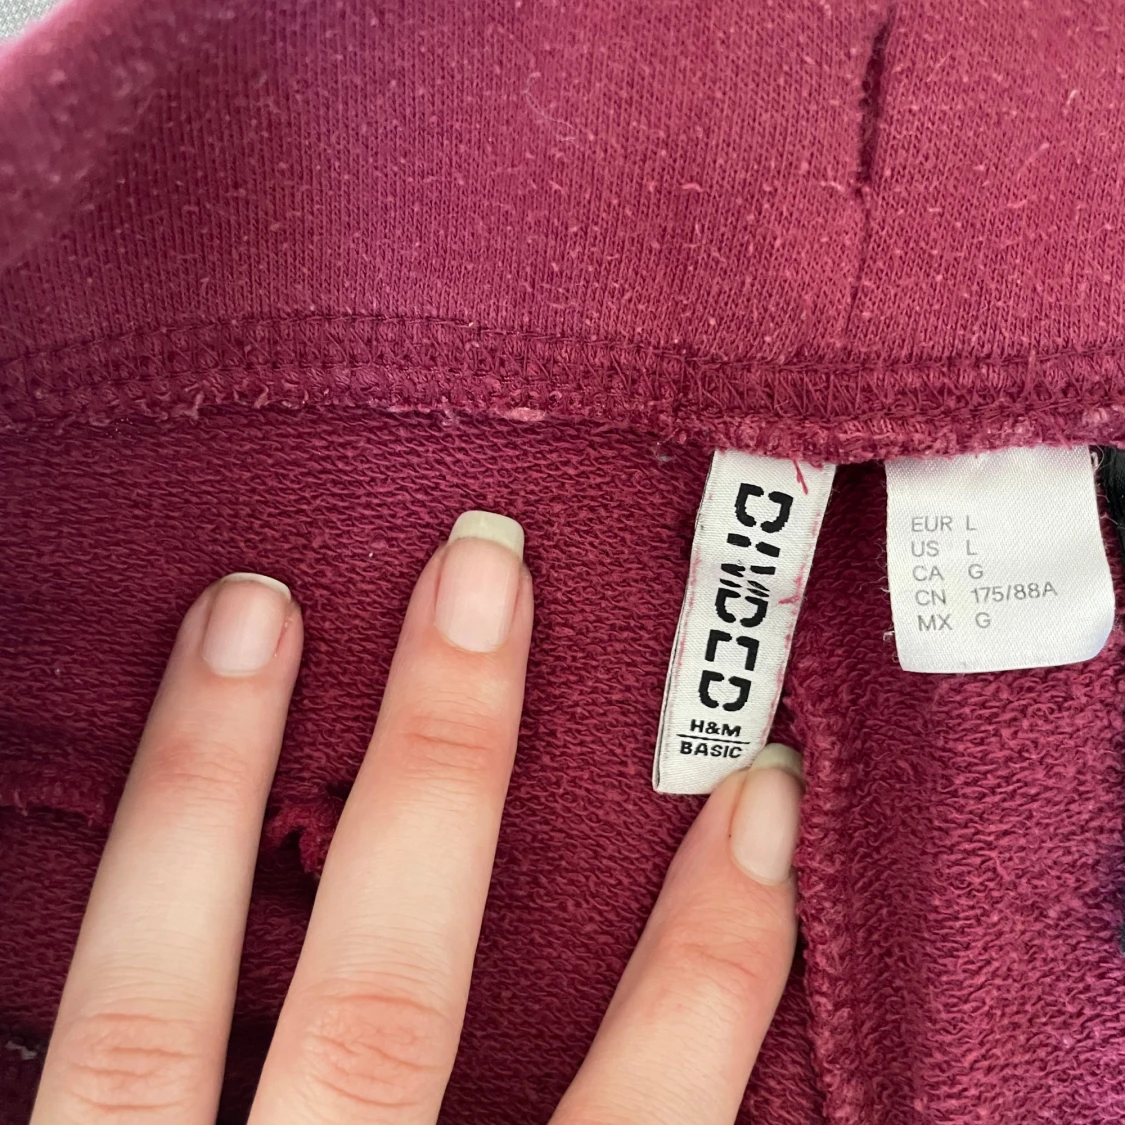 DIVIDED
H&M
BASIC
EUR L
US L
CA G
CN 175/88A
MX G